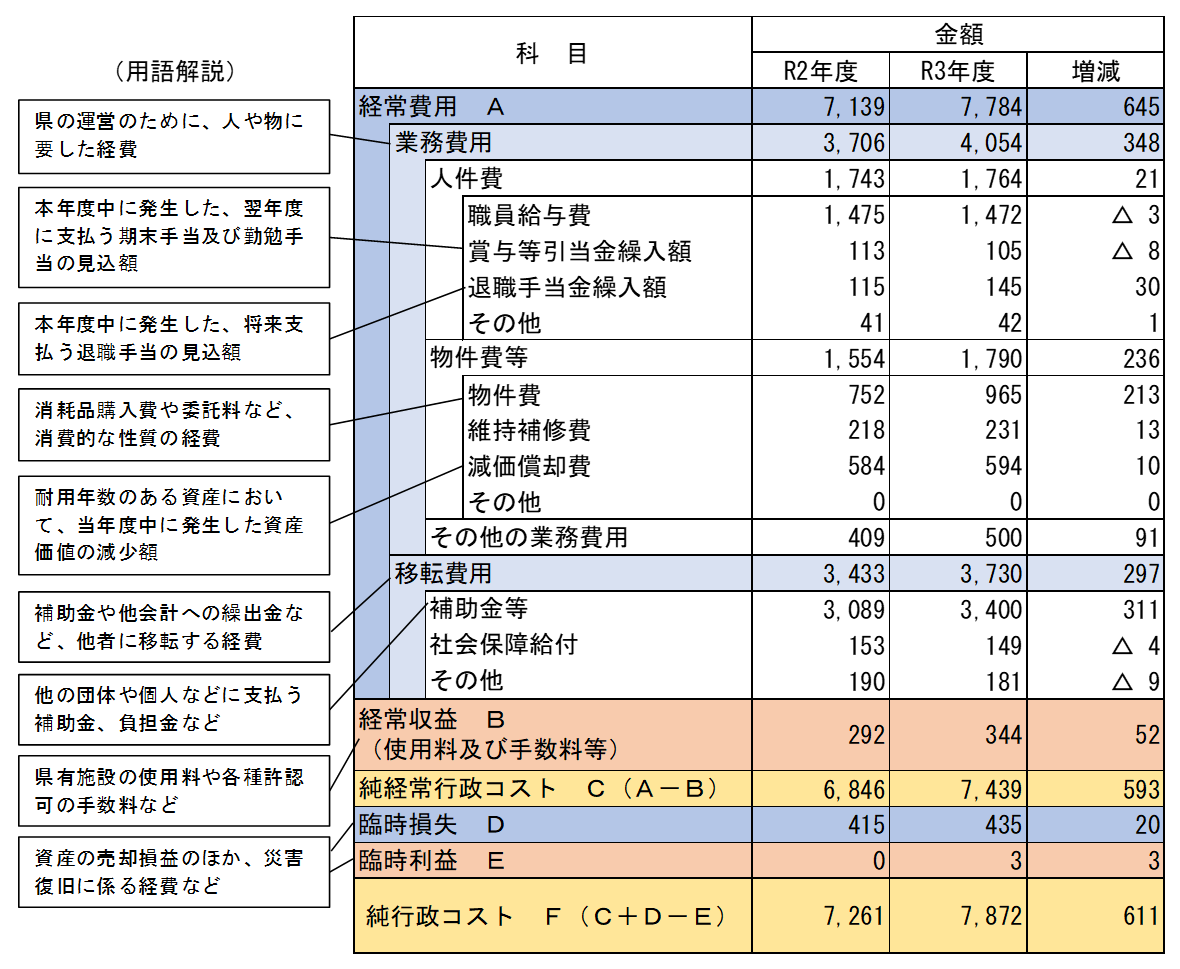 （用語解説）
県の運営のために、人や物に
要した経費
本年度中に発生した、翌年度
に支払う期末手当及び勤勉手
当の見込額
本年度中に発生した、将来支
払う退職手当の見込額
消耗品購入費や委託料など、
消費的な性質の経費
耐用年数のある資産におい
て、当年度中に発生した資産
価値の減少額
補助金や他会計への繰出金な
ど、他者に移転する経費
他の団体や個人などに支払う
補助金、負担金など
県有施設の使用料や各種許認
可の手数料など
資産の売却損益のほか、災害
復旧に係る経費など
科　目　金額
R2年度　R3年度　増減
経常費用　Ａ　7,139　7,784　645
業務費用　3,706　4,054　348
人件費　1,743　1,764　21
職員給与費　1,475　1,472　△ 3
賞与等引当金繰入額　113　105　△ 8
退職手当金繰入額　115　145　30
その他　41　42　1
物件費等　1,554　1,790　236
物件費　752　965　213
維持補修費　218　231　13
減価償却費　584　594　10
その他　0　0　0
その他の業務費用　409　500　91
移転費用　3,433　3,730　297
補助金等　3,089　3,400　311
社会保障給付　153　149　△ 4
その他　190　181　△ 9
経常収益　Ｂ
（使用料及び手数料等）　292　344　52
純経常行政コスト　Ｃ（Ａ－Ｂ）　6,846　7,439　593
臨時損失　Ｄ　415　435　20
臨時利益　Ｅ　0　3　3
純行政コスト　Ｆ（Ｃ＋Ｄ－Ｅ）　7,261　7,872　611